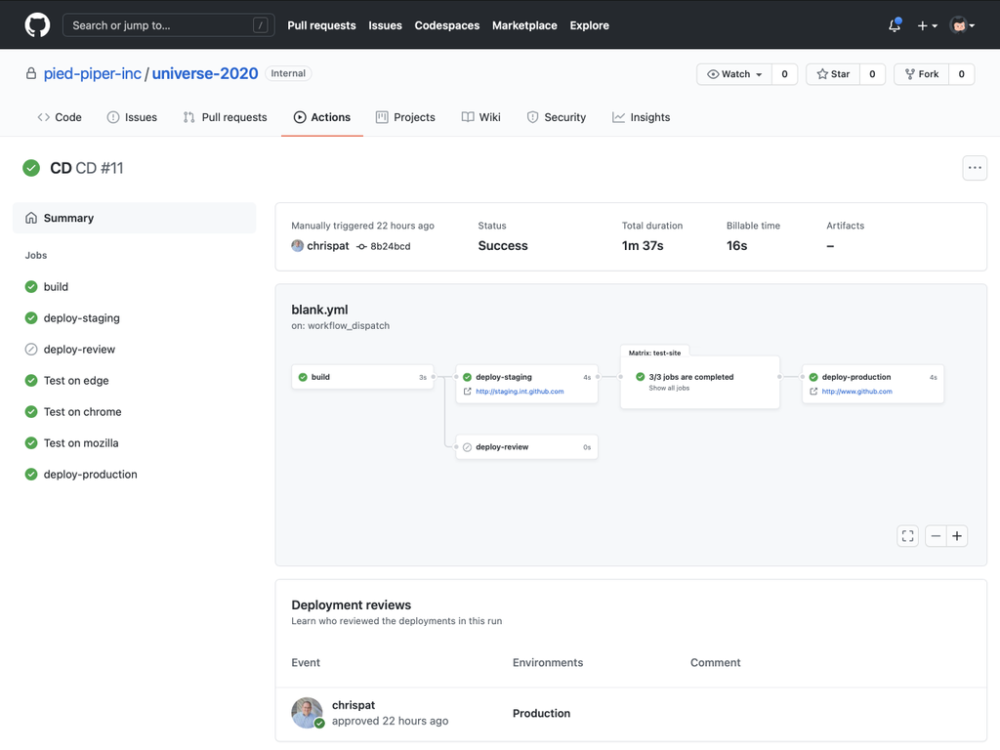 Search or jump to... /
Pull requests Issues Codespaces Marketplace Explore
pied-piper-inc / universe-2020 Internal
Watch 0 Star 0 Fork 0
Code Issues Pull requests Actions Projects Wiki Security Insights
CD CD #11
Summary
Jobs
build
deploy-staging
deploy-review
Test on edge
Test on chrome
Test on mozilla
deploy-production
Manually triggered 22 hours ago Status Total duration Billable time Artifacts
chrispat 8b24bcd Success 1m 37s 16s –
blank.yml
on: workflow_dispatch
Matrix: test-site
build 3s deploy-staging 4s 3/3 jobs are completed deploy-production 4s
http://staging.int.github.com Show all jobs http://www.github.com
deploy-review 0s
Deployment reviews
Learn who reviewed the deployments in this run
Event Environments Comment
chrispat
approved 22 hours ago Production